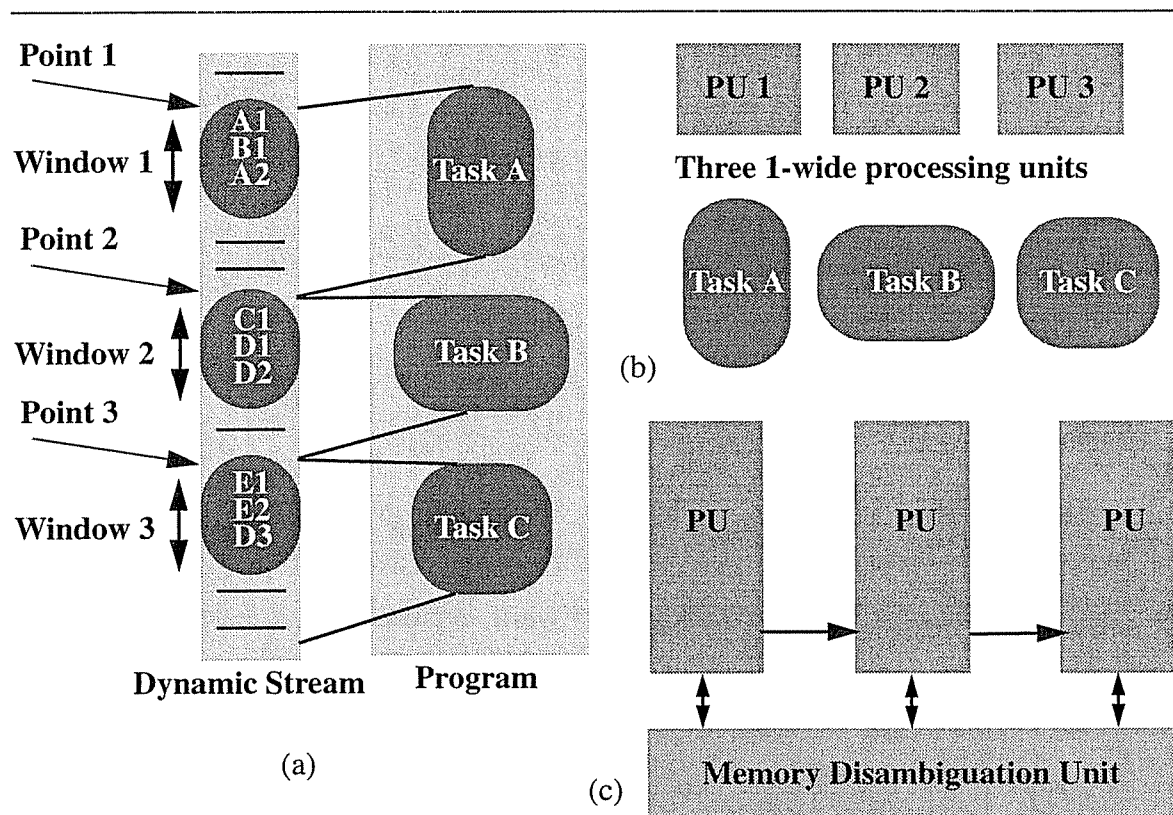 Point 1
A1
B1
A2
Window 1
Task A
Point 2
C1
D1
D2
Window 2
Task B
Point 3
E1
E2
D3
Window 3
Task C
Dynamic Stream
Program
(a)
PU 1
PU 2
PU 3
Three 1-wide processing units
Task A
Task B
Task C
(b)
PU
PU
PU
Memory Disambiguation Unit
(c)